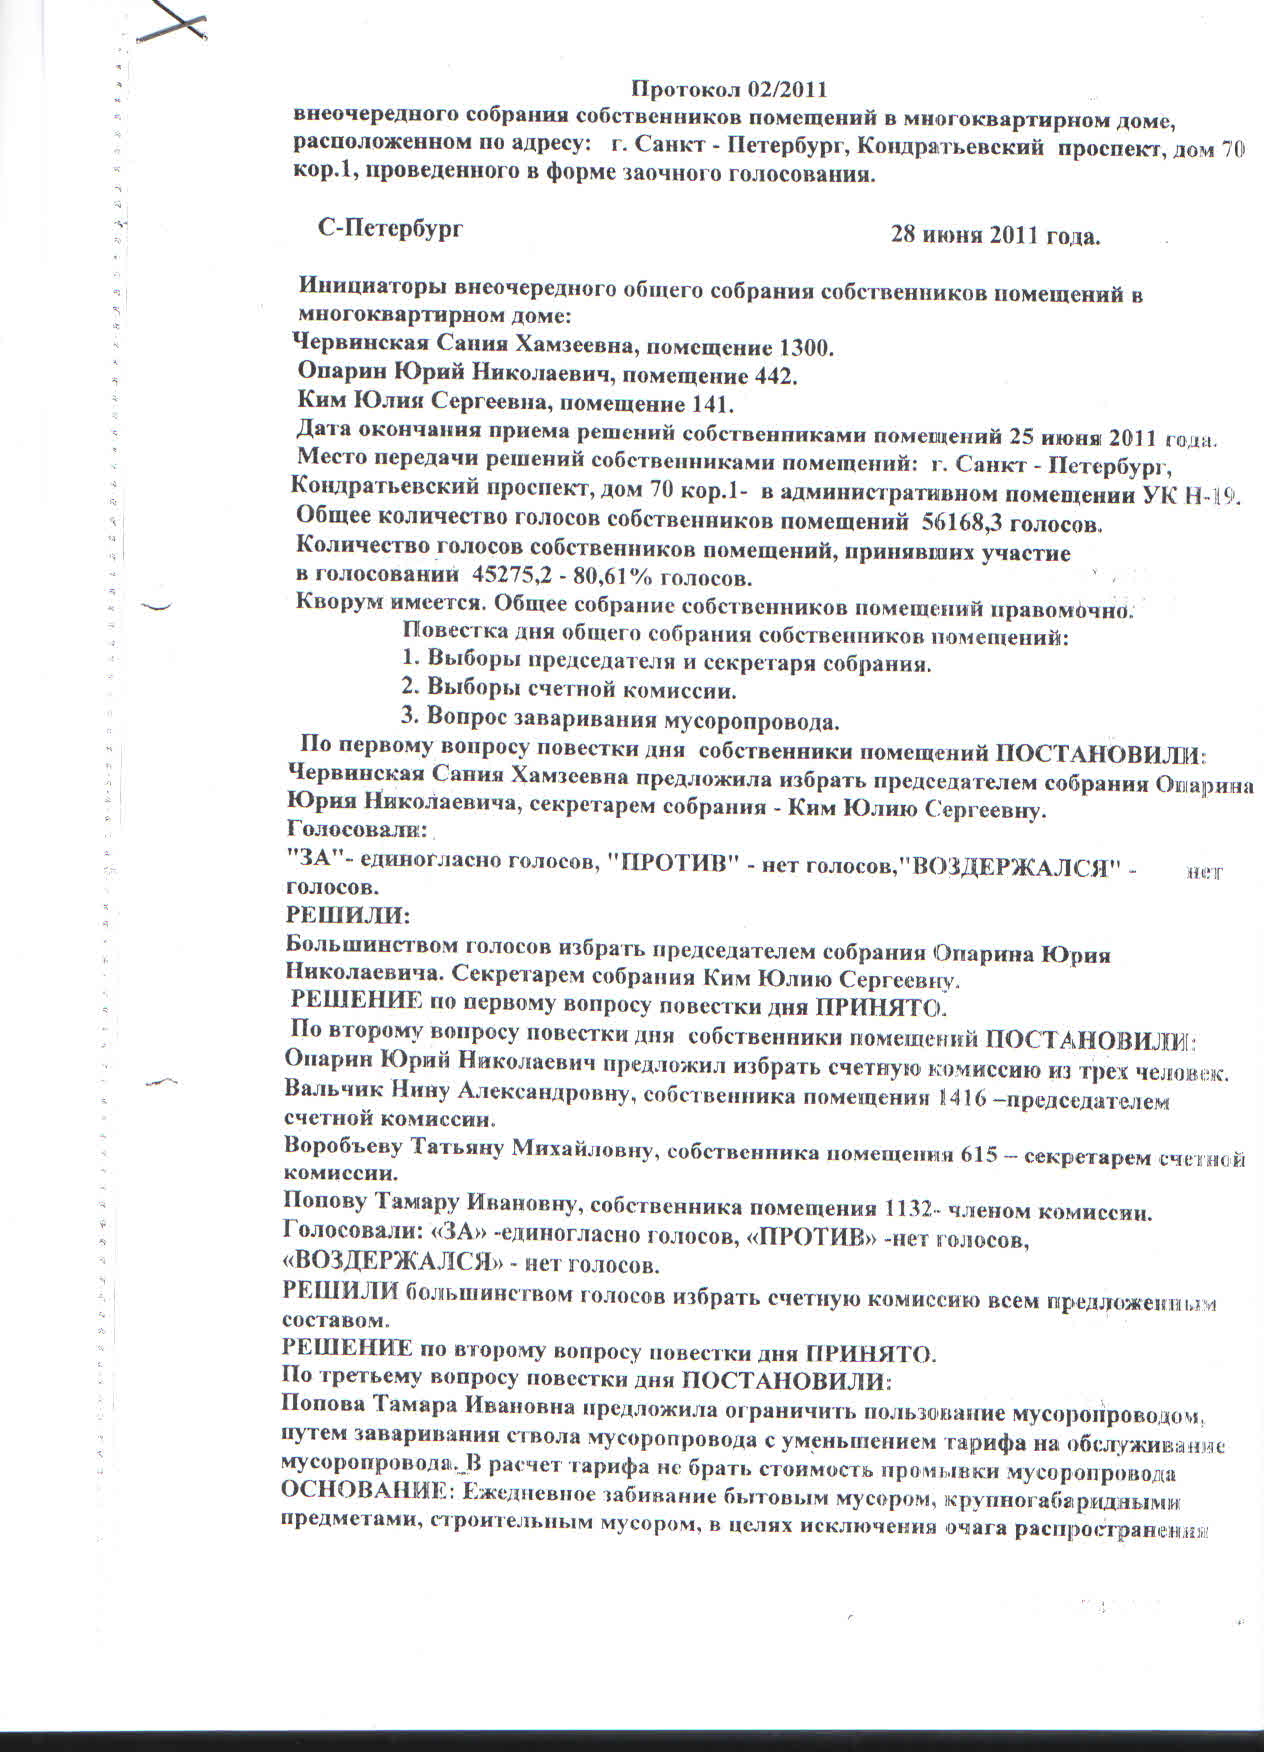 Протокол 02/2011
внеочередного собрания собственников помещений в многоквартирном доме,
расположенном по адресу: г. Санкт - Петербург, Кондратьевский проспект, дом 70
кор.1, проведенного в форме заочного голосования.
С-Петербург 28 июня 2011 года.
Инициаторы внеочередного общего собрания собственников помещений в
многоквартирном доме:
Червинская Сания Хамзеевна, помещение 1300.
Опарин Юрий Николаевич, помещение 442.
Ким Юлия Сергеевна, помещение 141.
Дата окончания приема решений собственниками помещений 25 июня 2011 года.
Место передачи решений собственниками помещений: г. Санкт - Петербург,
Кондратьевский проспект, дом 70 кор.1- в административном помещении УК Н-19.
Общее количество голосов собственников помещений 56168,3 голосов.
Количество голосов собственников помещений, принявших участие
в голосовании 45275,2 - 80,61% голосов.
Кворум имеется. Общее собрание собственников помещений правомочно.
Повестка дня общего собрания собственников помещений:
1. Выборы председателя и секретаря собрания.
2. Выборы счетной комиссии.
3. Вопрос заваривания мусоропровода.
По первому вопросу повестки дня собственники помещений ПОСТАНОВИЛИ:
Червинская Сания Хамзеевна предложила избрать председателем собрания Опарина
Юрия Николаевича, секретарем собрания - Ким Юлию Сергеевну.
Голосовали:
"ЗА"- единогласно голосов, "ПРОТИВ" - нет голосов,"ВОЗДЕРЖАЛСЯ" - нет
голосов.
РЕШИЛИ:
Большинством голосов избрать председателем собрания Опарина Юрия
Николаевича. Секретарем собрания Ким Юлию Сергеевну.
РЕШЕНИЕ по первому вопросу повестки дня ПРИНЯТО.
По второму вопросу повестки дня собственники помещений ПОСТАНОВИЛИ:
Опарин Юрий Николаевич предложил избрать счетную комиссию из трех человек.
Вальчик Нину Александровну, собственника помещения 1416 –председателем
счетной комиссии.
Воробъеву Татьяну Михайловну, собственника помещения 615 – секретарем счетной
комиссии.
Попову Тамару Ивановну, собственника помещения 1132- членом комиссии.
Голосовали: «ЗА» -единогласно голосов, «ПРОТИВ» -нет голосов,
«ВОЗДЕРЖАЛСЯ» - нет голосов.
РЕШИЛИ большинством голосов избрать счетную комиссию всем предложенным
составом.
РЕШЕНИЕ по второму вопросу повестки дня ПРИНЯТО.
По третьему вопросу повестки дня ПОСТАНОВИЛИ:
Попова Тамара Ивановна предложила ограничить пользование мусоропроводом,
путем заваривания ствола мусоропровода с уменьшением тарифа на обслуживание
мусоропровода. В расчет тарифа не брать стоимость промывки мусоропровода
ОСНОВАНИЕ: Ежедневное забивание бытовым мусором, крупногабаридными
предметами, строительным мусором, в целях исключения очага распространения